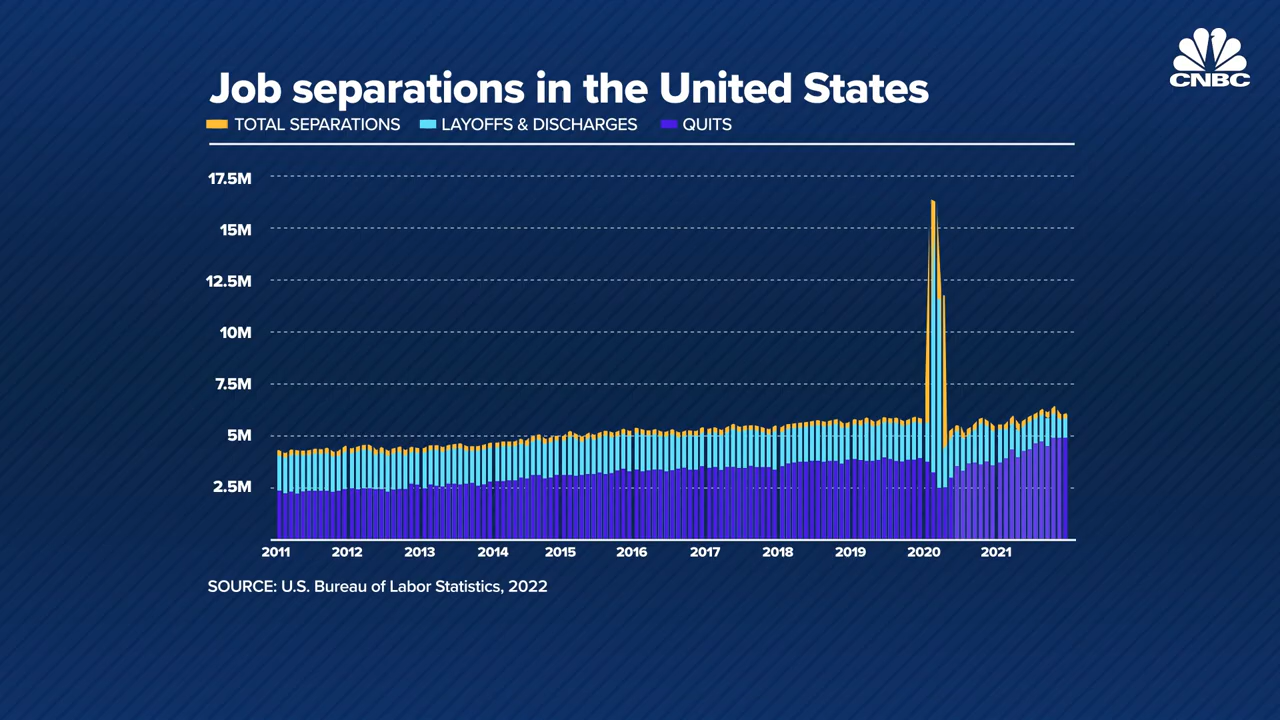 CNBC
Job separations in the United States
TOTAL SEPARATIONS LAYOFFS & DISCHARGES QUITS
17.5M
15M
12.5M
10M
7.5M
5M
2.5M
2011 2012 2013 2014 2015 2016 2017 2018 2019 2020 2021
SOURCE: U.S. Bureau of Labor Statistics, 2022